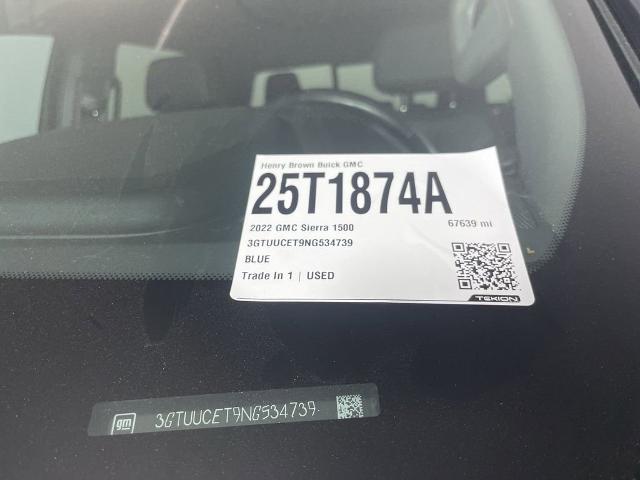 Henry Brown Buick GMC
25T1874A
2022 GMC Sierra 1500 67639 mi
3GTUUCET9NG534739
BLUE
Trade In 1 | USED
TEKION
gm 3GTUUCET9NG534739